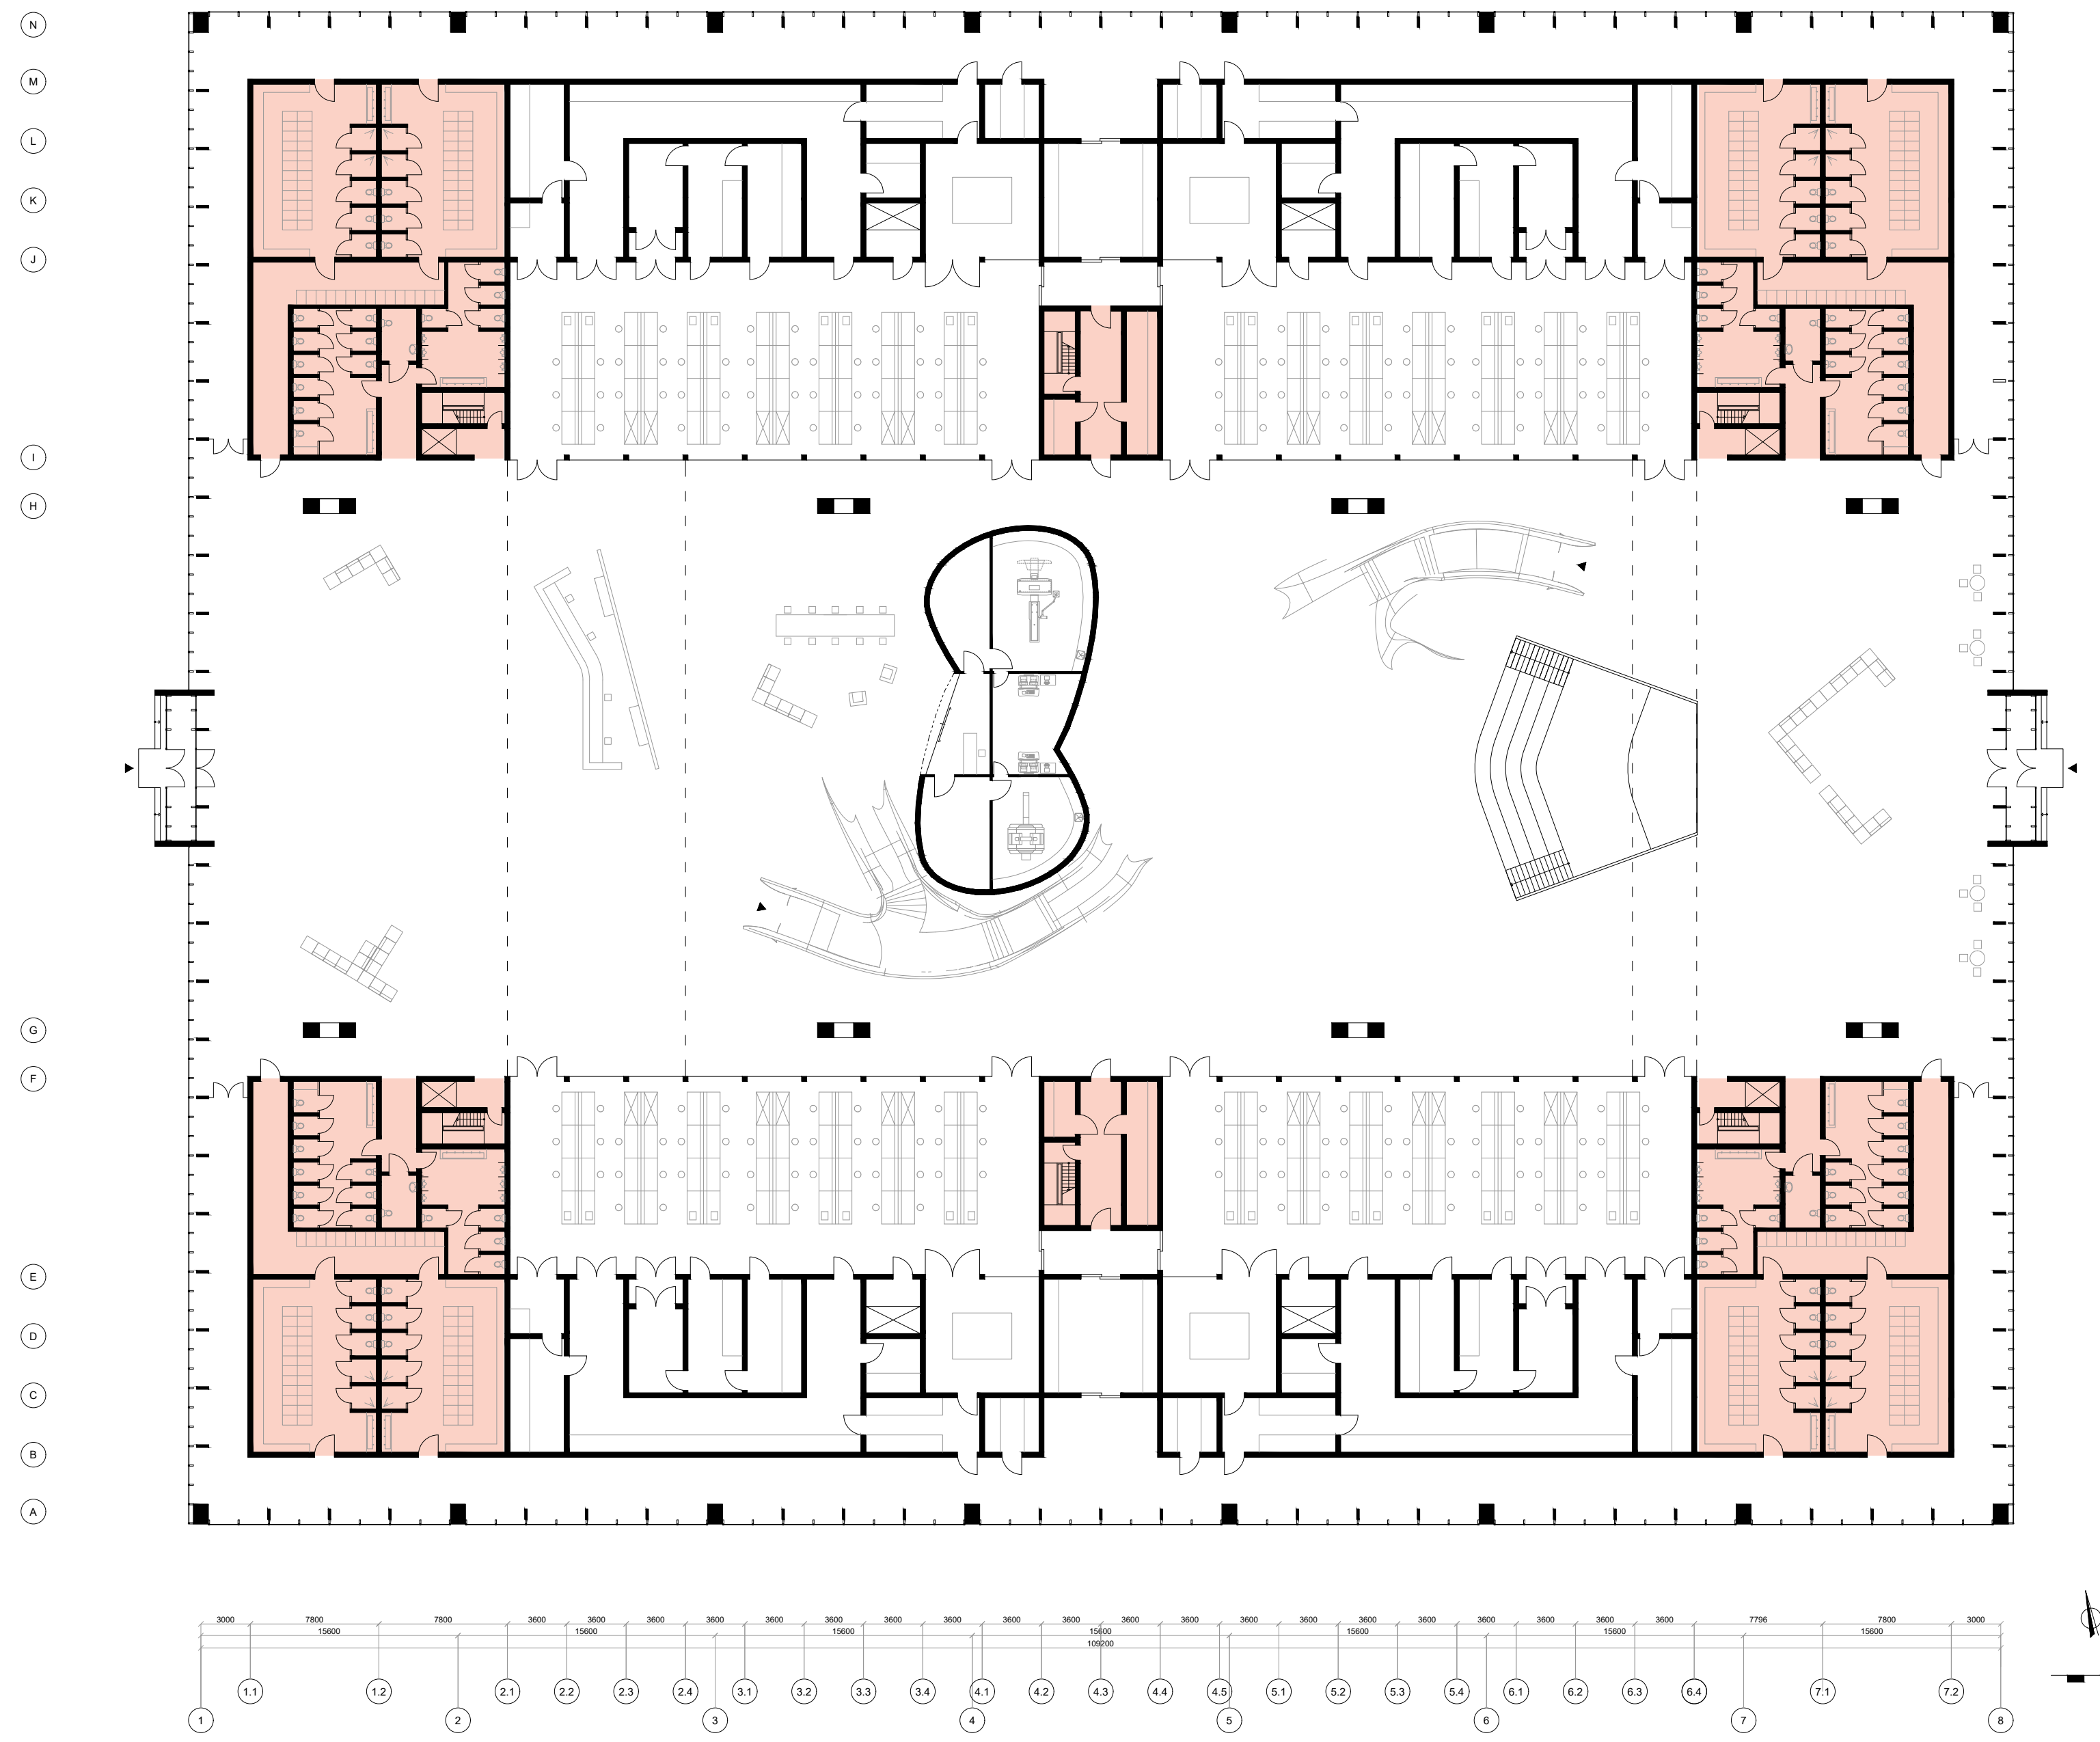 N
M
L
K
J
I
H
G
F
E
D
C
B
A
3000 7800 7800 3600 3600 3600 3600 3600 3600 3600 3600 3600 3600 3600 3600 3600 3600 3600 3600 3600 3600 3600 3600 7796 7800 3000
15600 15600 15600 15600 15600 15600 15600
109200
1.1 1.2 2.1 2.2 2.3 2.4 3.1 3.2 3.3 3.4 4.1 4.2 4.3 4.4 4.5 5.1 5.2 5.3 5.4 6.1 6.2 6.3 6.4 7.1 7.2
1 2 3 4 5 6 7 8